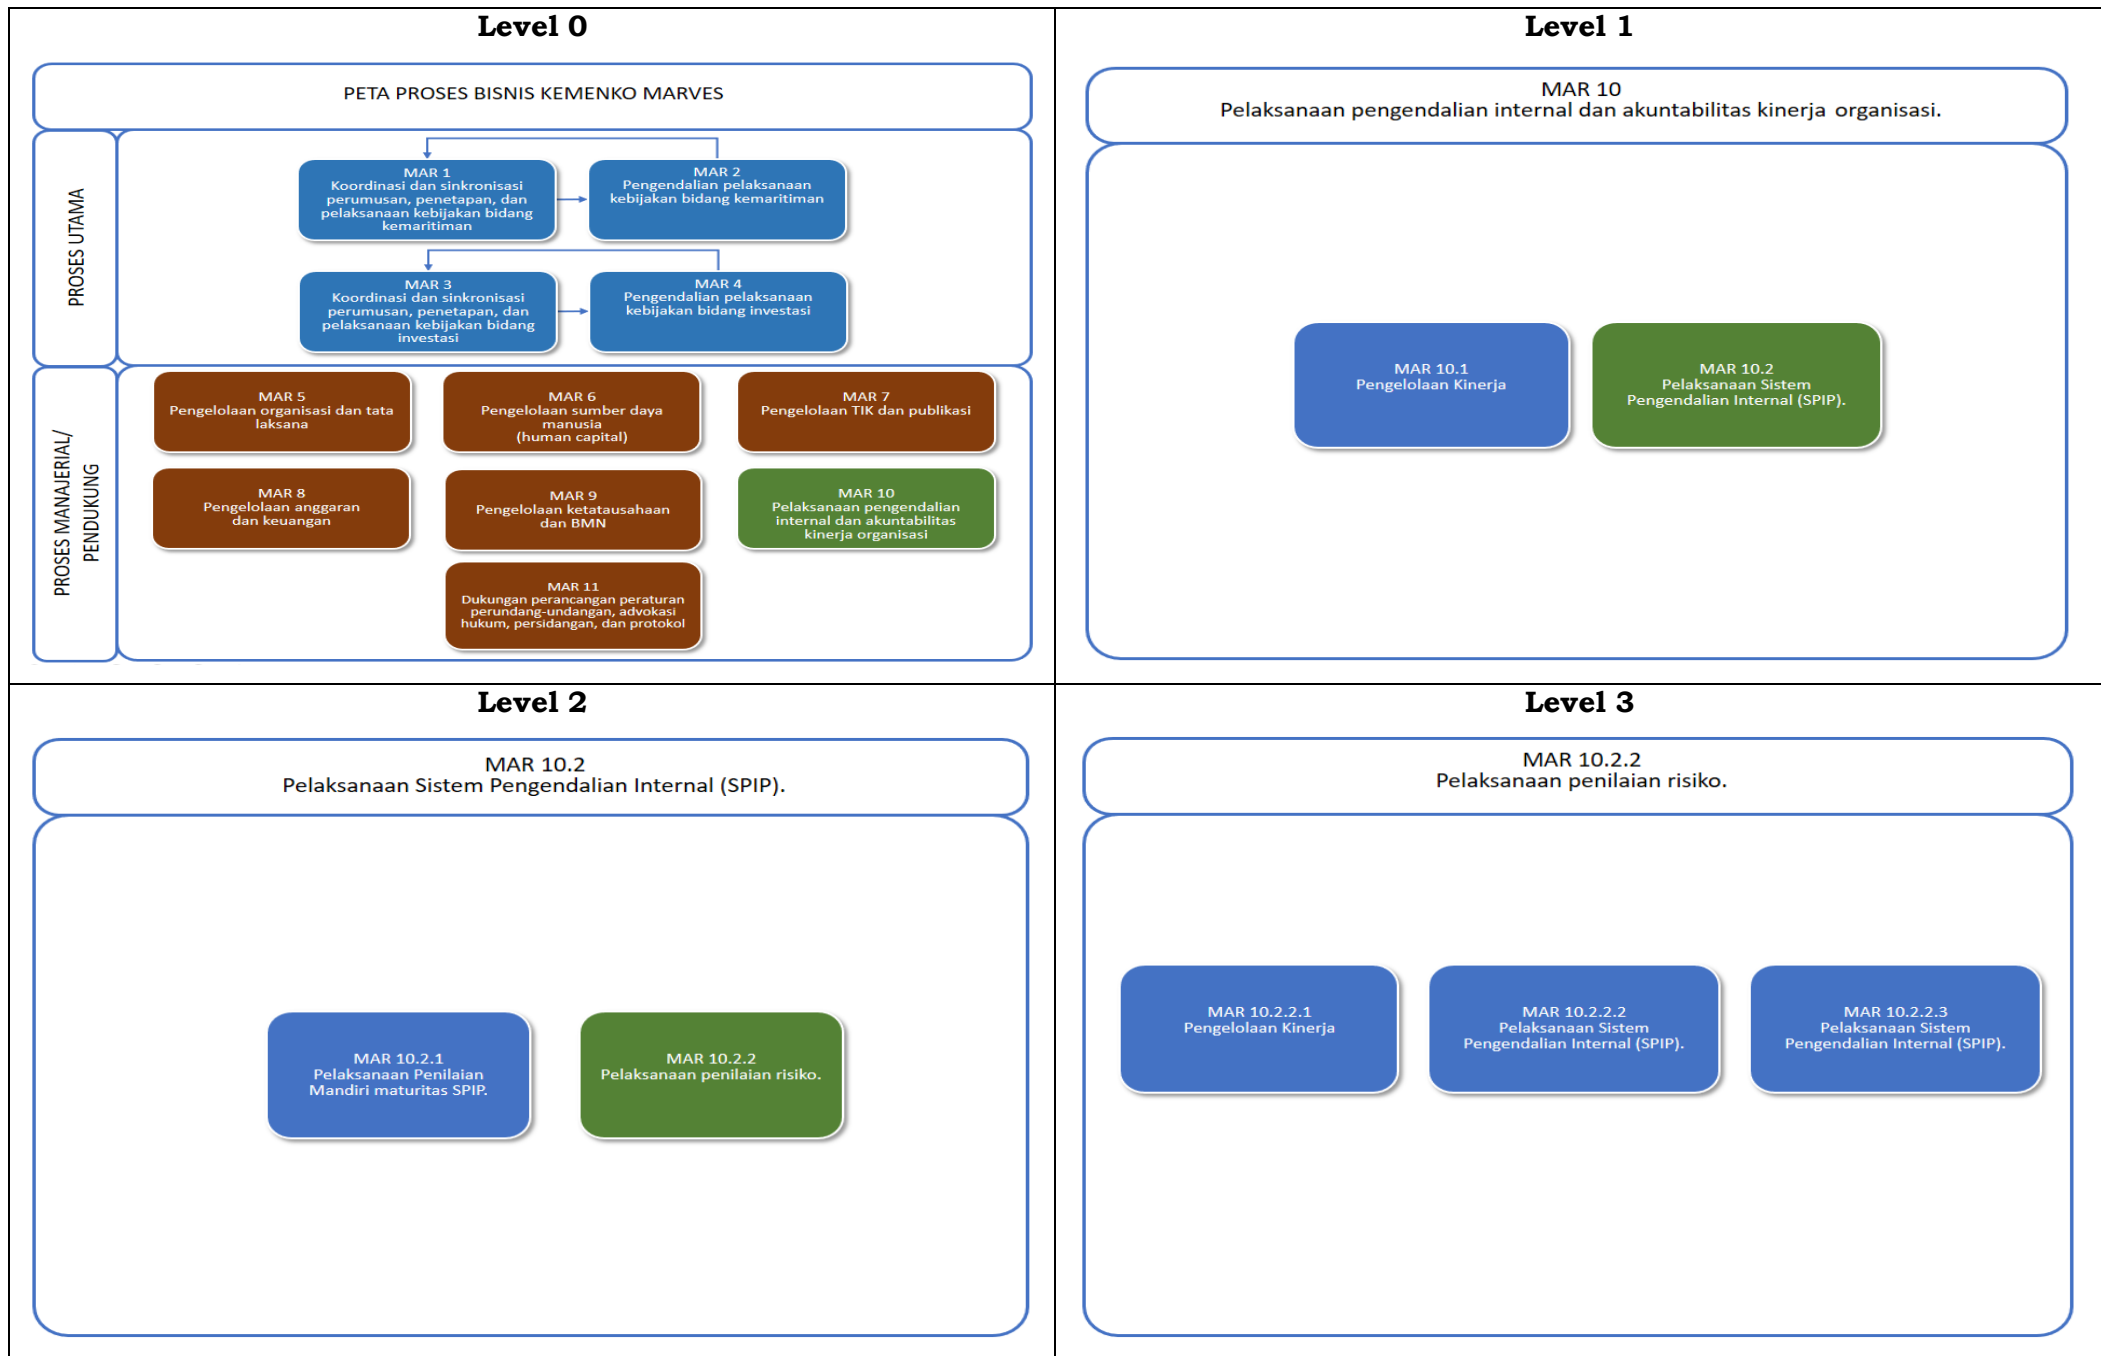 Level 0
PETA PROSES BISNIS KEMENKO MARVES
PROSES UTAMA
MAR 1
Koordinasi dan sinkronisasi
perumusan, penetapan, dan
pelaksanaan kebijakan bidang
kemaritiman
MAR 2
Pengendalian pelaksanaan
kebijakan bidang kemaritiman
MAR 3
Koordinasi dan sinkronisasi
perumusan, penetapan, dan
pelaksanaan kebijakan bidang
investasi
MAR 4
Pengendalian pelaksanaan
kebijakan bidang investasi
PROSES MANAJERIAL/
PENDUKUNG
MAR 5
Pengelolaan organisasi dan tata
laksana
MAR 6
Pengelolaan sumber daya
manusia
(human capital)
MAR 7
Pengelolaan TIK dan publikasi
MAR 8
Pengelolaan anggaran
dan keuangan
MAR 9
Pengelolaan ketatausahaan
dan BMN
MAR 10
Pelaksanaan pengendalian
internal dan akuntabilitas
kinerja organisasi
MAR 11
Dukungan perancangan peraturan
perundang-undangan, advokasi
hukum, persidangan, dan protokol
Level 1
MAR 10
Pelaksanaan pengendalian internal dan akuntabilitas kinerja organisasi.
MAR 10.1
Pengelolaan Kinerja
MAR 10.2
Pelaksanaan Sistem
Pengendalian Internal (SPIP).
Level 2
MAR 10.2
Pelaksanaan Sistem Pengendalian Internal (SPIP).
MAR 10.2.1
Pelaksanaan Penilaian
Mandiri maturitas SPIP.
MAR 10.2.2
Pelaksanaan penilaian risiko.
Level 3
MAR 10.2.2
Pelaksanaan penilaian risiko.
MAR 10.2.2.1
Pengelolaan Kinerja
MAR 10.2.2.2
Pelaksanaan Sistem
Pengendalian Internal (SPIP).
MAR 10.2.2.3
Pelaksanaan Sistem
Pengendalian Internal (SPIP).